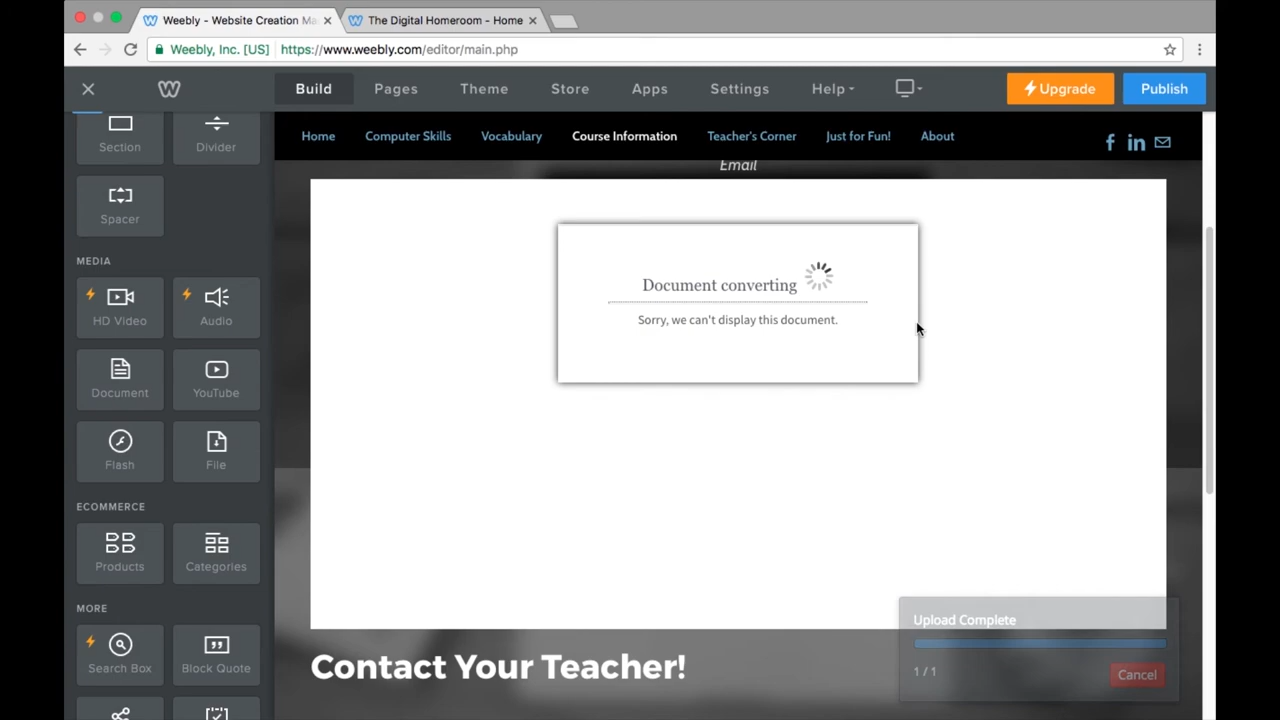 Weebly - Website Creation Ma
The Digital Homeroom - Home
Weebly, Inc. [US] https://www.weebly.com/editor/main.php
Build Pages Theme Store Apps Settings Help Upgrade Publish
Home Computer Skills Vocabulary Course Information Teacher's Corner Just for Fun! About
Email
Section Divider
Spacer
MEDIA
HD Video Audio
Document YouTube
Flash File
ECOMMERCE
Products Categories
MORE
Search Box Block Quote
Document converting
Sorry, we can't display this document.
Contact Your Teacher!
Upload Complete
1 / 1 Cancel